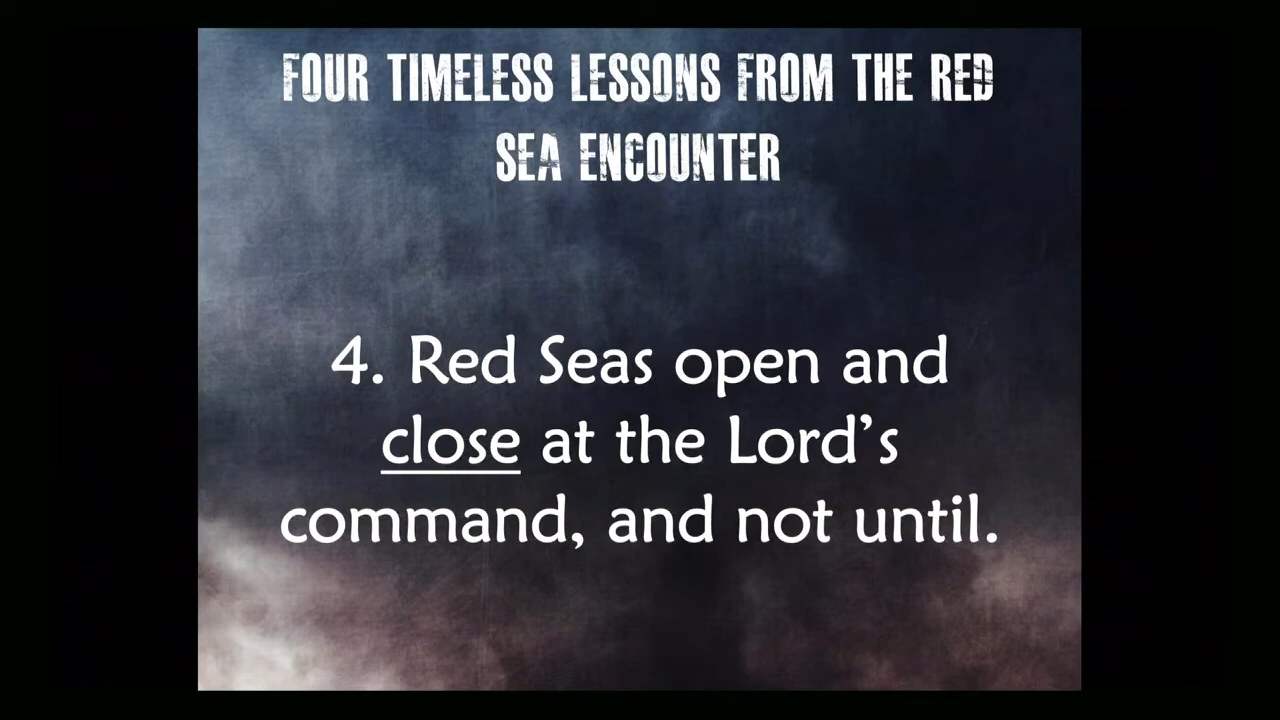 FOUR TIMELESS LESSONS FROM THE RED
SEA ENCOUNTER
4. Red Seas open and
close at the Lord’s
command, and not until.